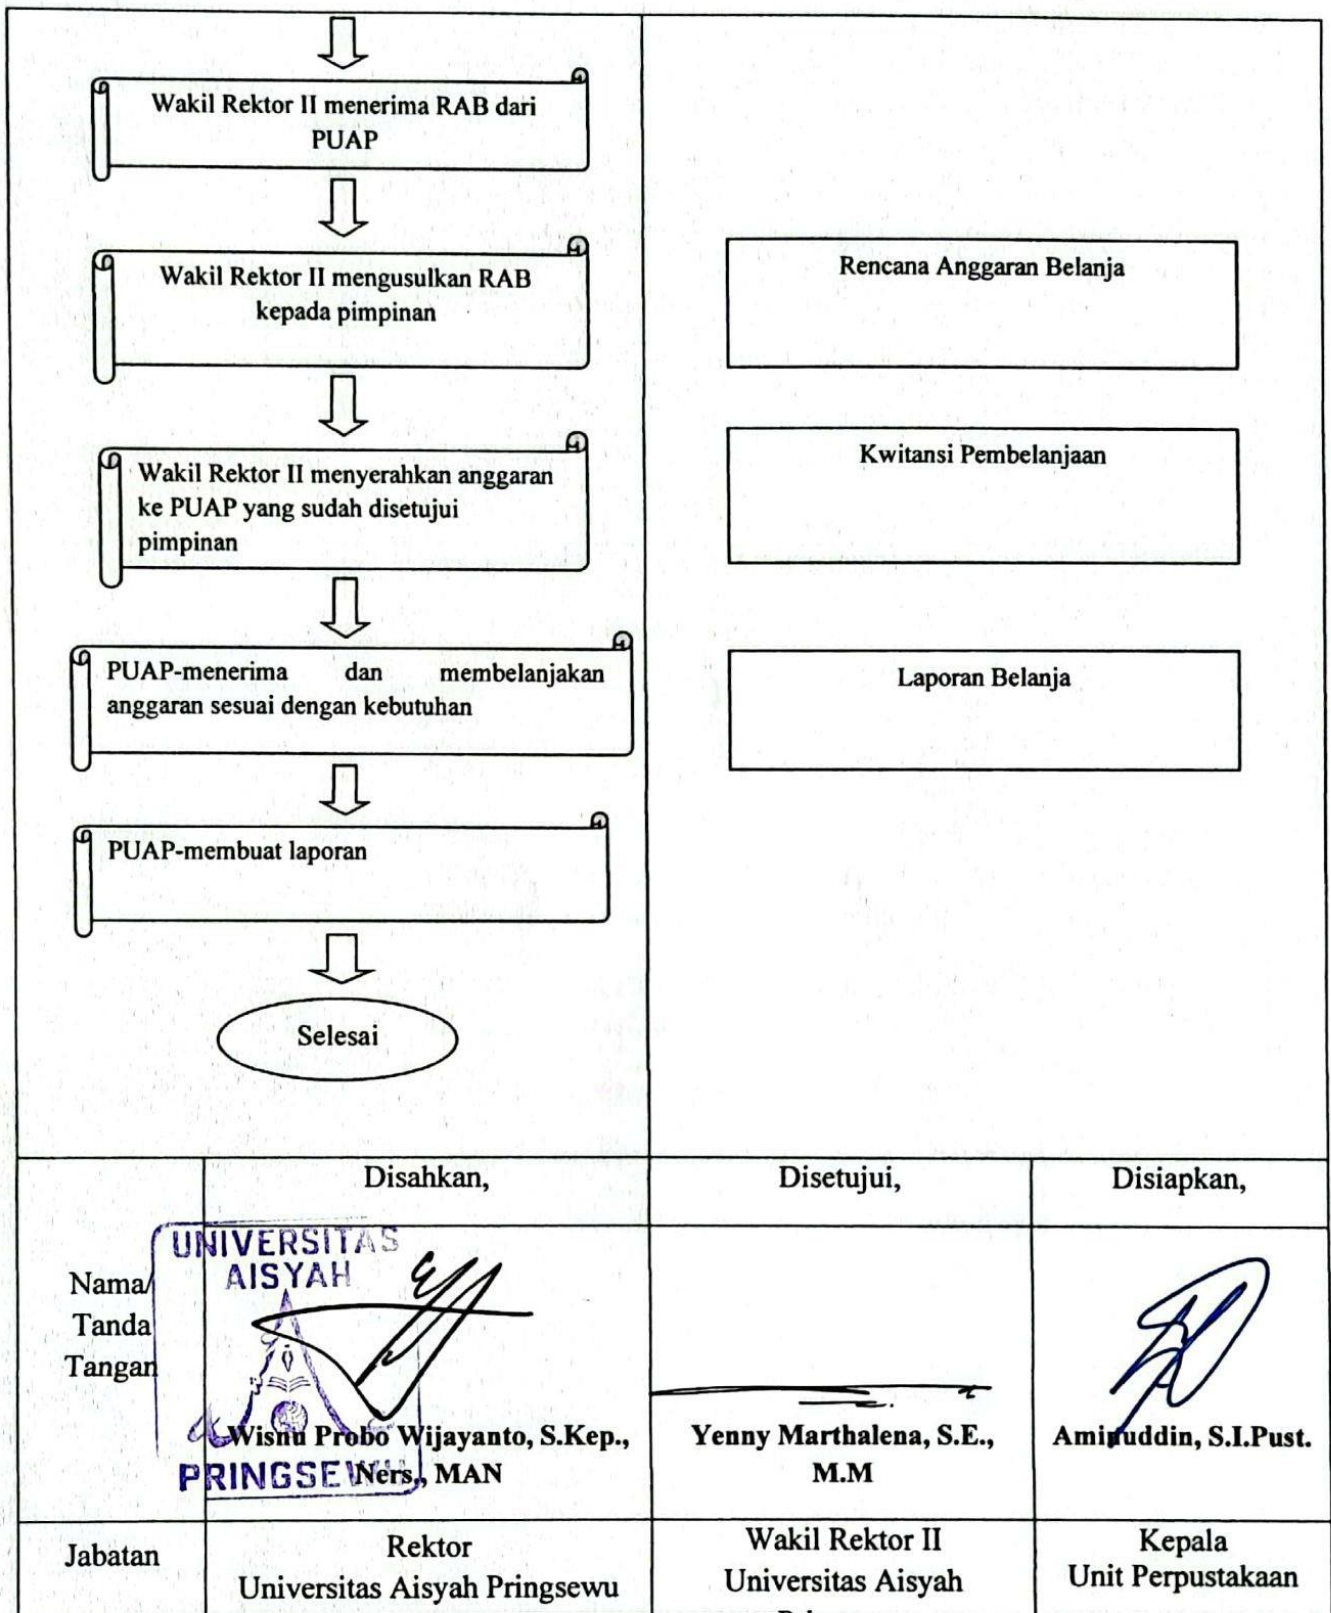 Wakil Rektor II menerima RAB dari
PUAP
Wakil Rektor II mengusulkan RAB
kepada pimpinan
Rencana Anggaran Belanja
Wakil Rektor II menyerahkan anggaran
ke PUAP yang sudah disetujui
pimpinan
Kwitansi Pembelanjaan
PUAP-menerima dan membelanjakan
anggaran sesuai dengan kebutuhan
Laporan Belanja
PUAP-membuat laporan
Selesai
Disahkan,
Disetujui,
Disiapkan,
Nama/
Tanda
Tangan
UNIVERSITAS
AISYAH
PRINGSEWU
Wisnu Probo Wijayanto, S.Kep.,
Ners., MAN
Yenny Marthalena, S.E.,
M.M
Aminuddin, S.I.Pust.
Jabatan
Rektor
Universitas Aisyah Pringsewu
Wakil Rektor II
Universitas Aisyah
Kepala
Unit Perpustakaan